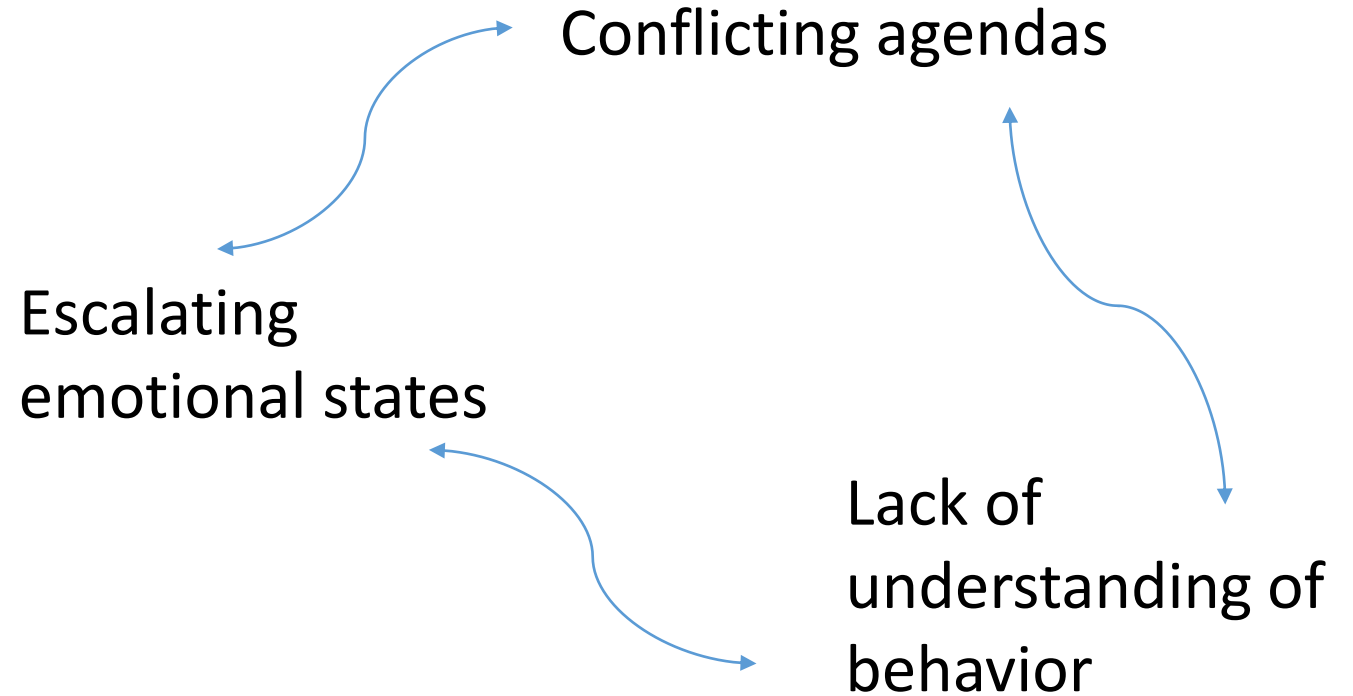 Conflicting agendas
Escalating
emotional states
Lack of
understanding of
behavior